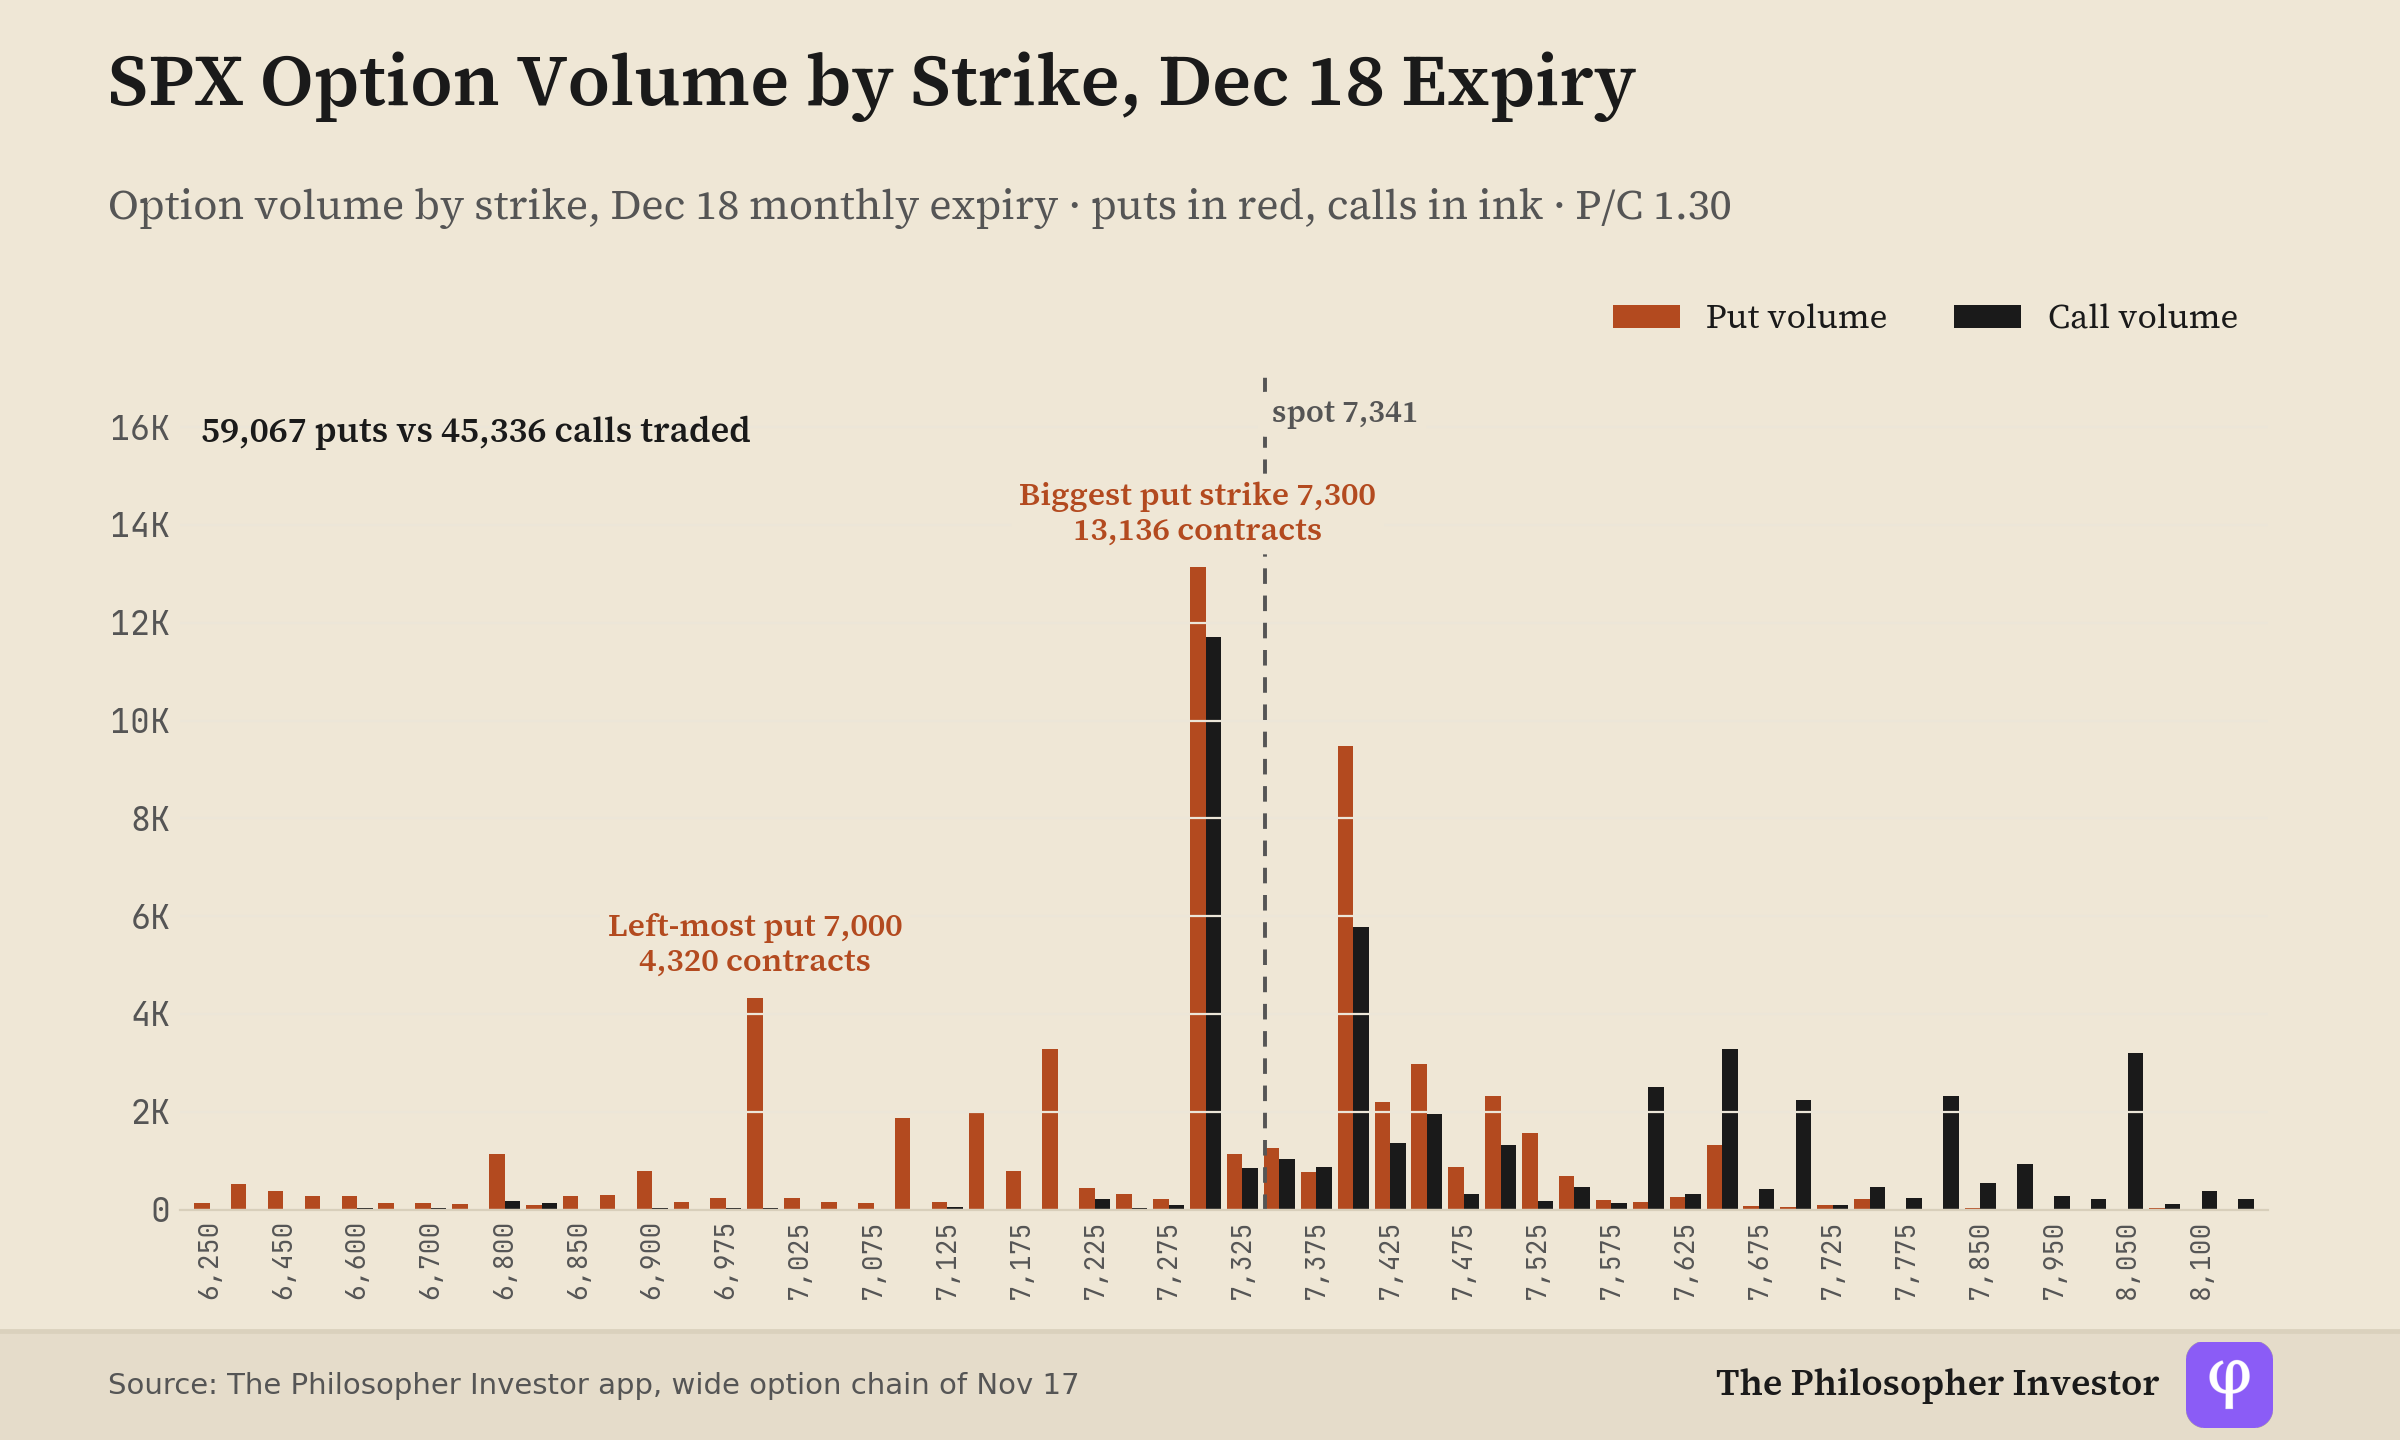 SPX Option Volume by Strike, Dec 18 Expiry
Option volume by strike, Dec 18 monthly expiry · puts in red, calls in ink · P/C 1.30
Put volume
Call volume
16K
14K
12K
10K
8K
6K
4K
2K
0
59,067 puts vs 45,336 calls traded
spot 7,341
Biggest put strike 7,300
13,136 contracts
Left-most put 7,000
4,320 contracts
6,250
6,450
6,600
6,700
6,800
6,850
6,900
6,975
7,025
7,075
7,125
7,175
7,225
7,275
7,325
7,375
7,425
7,475
7,525
7,575
7,625
7,675
7,725
7,775
7,850
7,950
8,050
8,100
Source: The Philosopher Investor app, wide option chain of Nov 17
The Philosopher Investor
φ